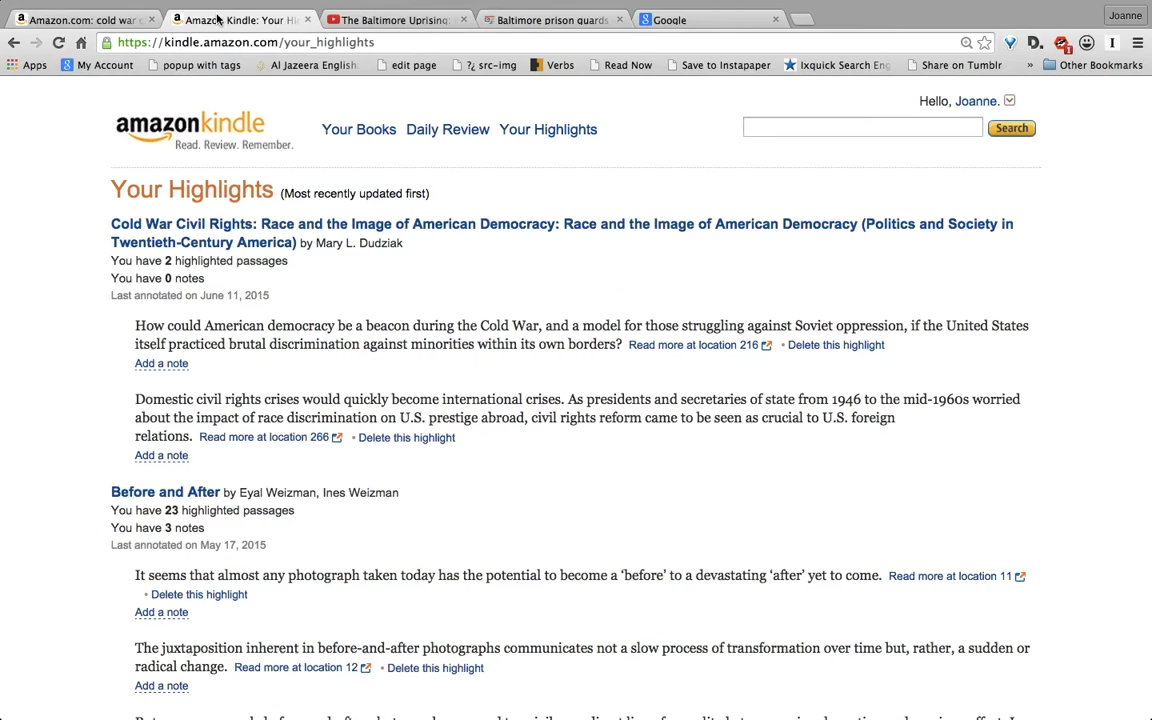 Amazon.com: cold war c
Amazon Kindle: Your Hi
The Baltimore Uprising:
Baltimore prison guards
Google
Joanne
https://kindle.amazon.com/your_highlights
Apps
My Account
popup with tags
Al Jazeera English:
edit page
?¿ src-img
Verbs
Read Now
Save to Instapaper
Ixquick Search Eng
Share on Tumblr
»
Other Bookmarks
Hello, Joanne.
amazonkindle
Read. Review. Remember.
Your Books Daily Review Your Highlights
Search
Your Highlights (Most recently updated first)
Cold War Civil Rights: Race and the Image of American Democracy: Race and the Image of American Democracy (Politics and Society in
Twentieth-Century America) by Mary L. Dudziak
You have 2 highlighted passages
You have 0 notes
Last annotated on June 11, 2015
How could American democracy be a beacon during the Cold War, and a model for those struggling against Soviet oppression, if the United States
itself practiced brutal discrimination against minorities within its own borders? Read more at location 216 • Delete this highlight
Add a note
Domestic civil rights crises would quickly become international crises. As presidents and secretaries of state from 1946 to the mid-1960s worried
about the impact of race discrimination on U.S. prestige abroad, civil rights reform came to be seen as crucial to U.S. foreign
relations. Read more at location 266 • Delete this highlight
Add a note
Before and After by Eyal Weizman, Ines Weizman
You have 23 highlighted passages
You have 3 notes
Last annotated on May 17, 2015
It seems that almost any photograph taken today has the potential to become a ‘before’ to a devastating ‘after’ yet to come. Read more at location 11
• Delete this highlight
Add a note
The juxtaposition inherent in before-and-after photographs communicates not a slow process of transformation over time but, rather, a sudden or
radical change. Read more at location 12 • Delete this highlight
Add a note